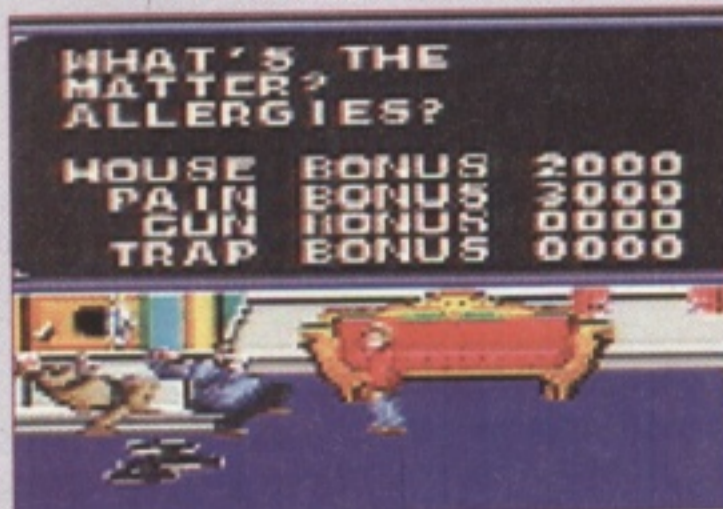 WHAT'S THE
MATTER?
ALLERGIES?
HOUSE BONUS 2000
PAIN BONUS 3000
GUN BONUS 0000
TRAP BONUS 0000